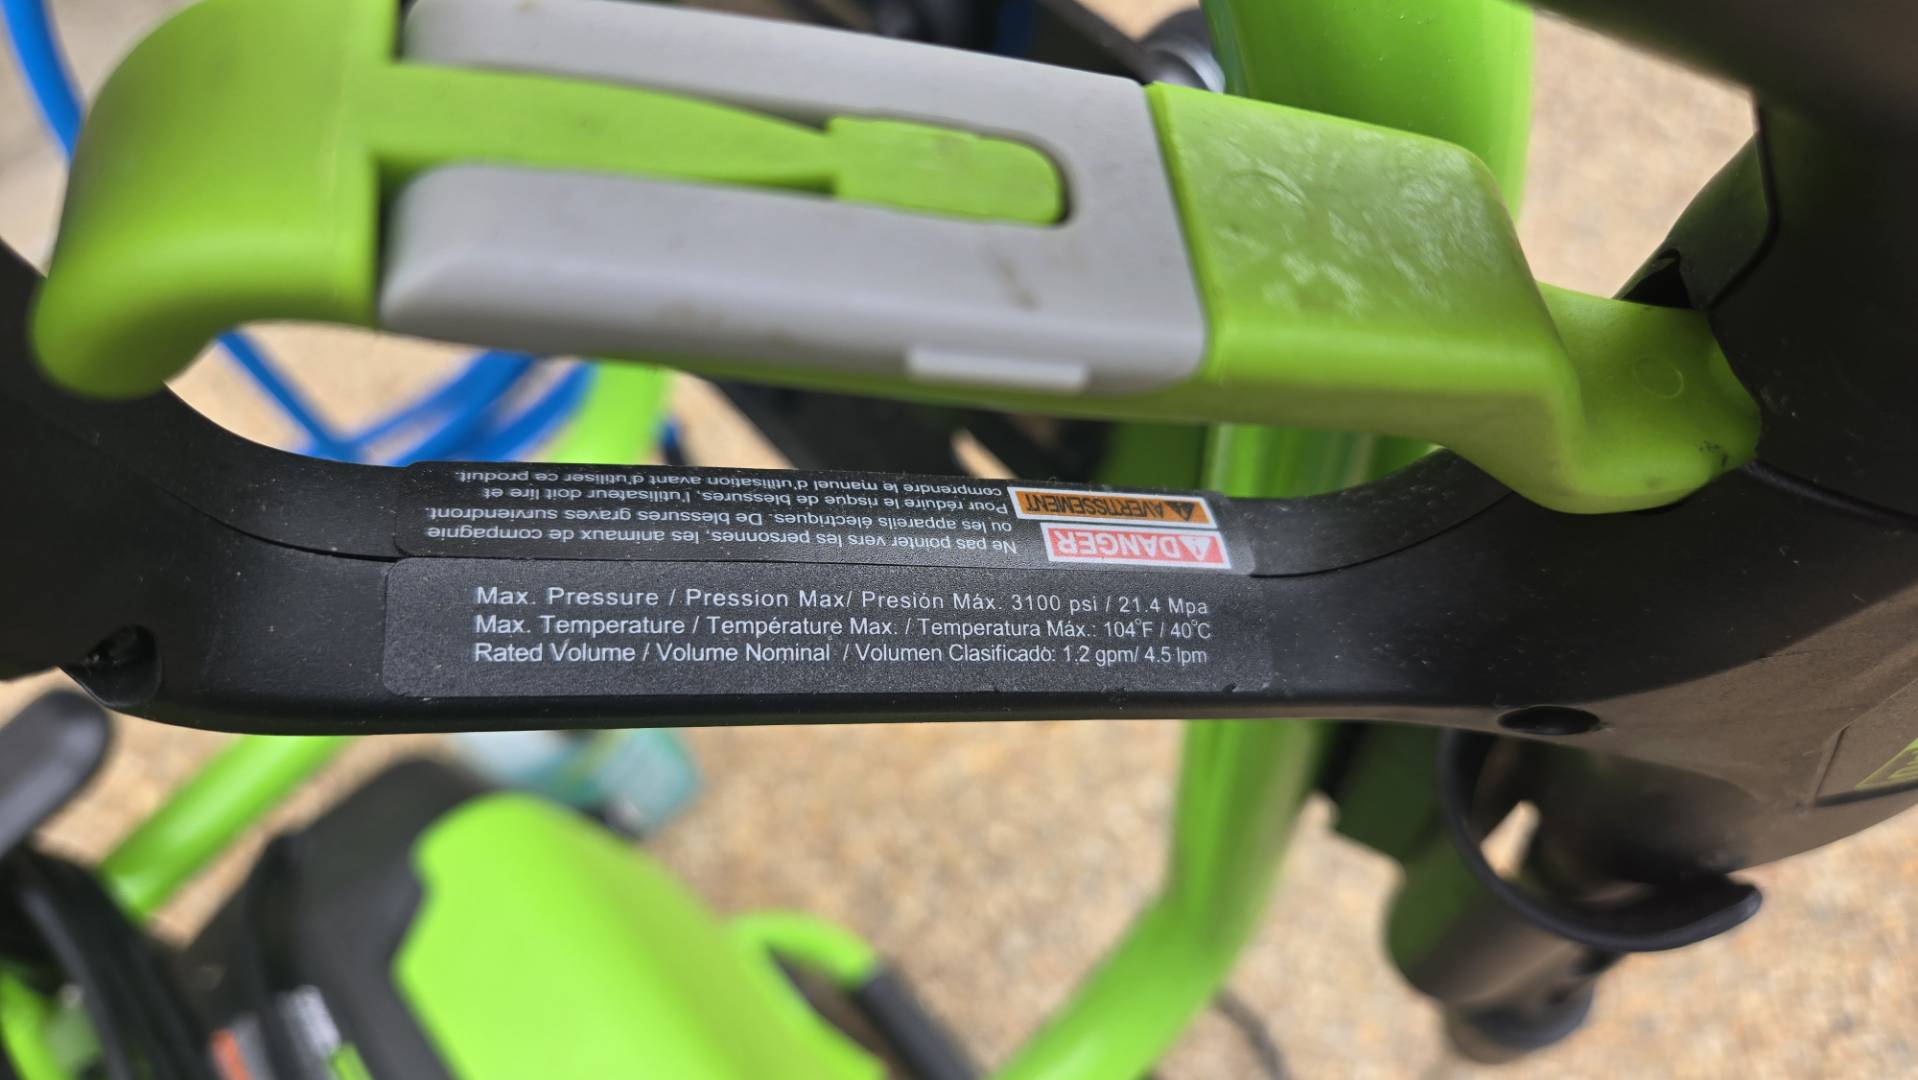 Max. Pressure / Pression Max/ Presión Máx. 3100 psi / 21.4 Mpa
Max. Temperature / Température Max. / Temperatura Máx.: 104°F / 40°C
Rated Volume / Volume Nominal / Volumen Clasificado: 1.2 gpm/ 4.5 lpm
DANGER
Ne pas pointer vers les personnes, les animaux de compagnie
ou les appareils électriques. De blessures graves surviendront.
AVERTISSEMENT
Pour réduire le risque de blessures, l'utilisateur doit lire et
comprendre le manuel d'utilisation avant d'utiliser ce produit.